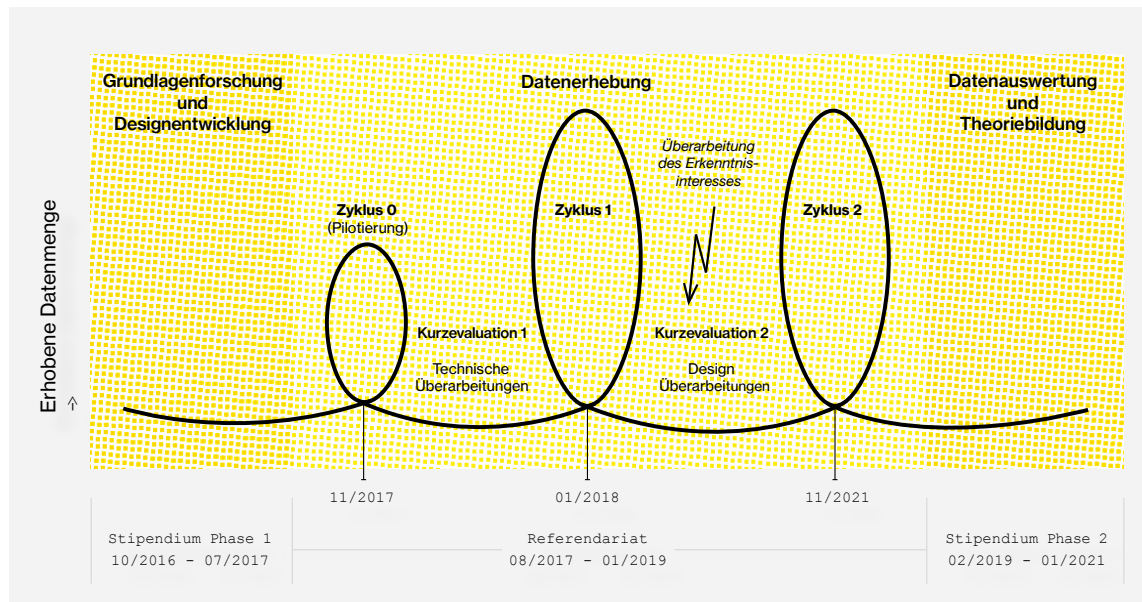 Grundlagenforschung
und
Designentwicklung
Datenerhebung
Datenauswertung
und
Theoriebildung
Überarbeitung
des Erkenntnis-
interesses
Zyklus 0
(Pilotierung)
Zyklus 1
Zyklus 2
Kurzevaluation 1
Technische
Überarbeitungen
Kurzevaluation 2
Design
Überarbeitungen
Erhobene Datenmenge
->
11/2017
01/2018
11/2021
Stipendium Phase 1
10/2016 – 07/2017
Referendariat
08/2017 – 01/2019
Stipendium Phase 2
02/2019 – 01/2021